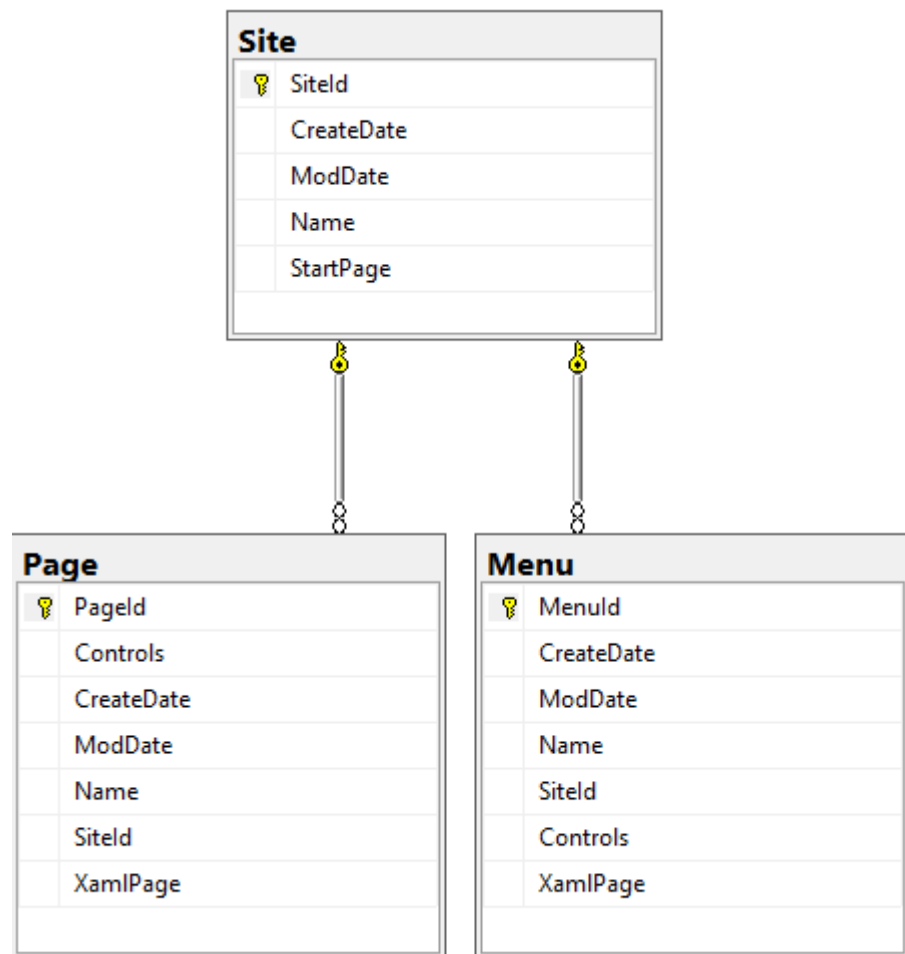 Site
SiteId
CreateDate
ModDate
Name
StartPage
Page
PageId
Controls
CreateDate
ModDate
Name
SiteId
XamlPage
Menu
MenuId
CreateDate
ModDate
Name
SiteId
Controls
XamlPage